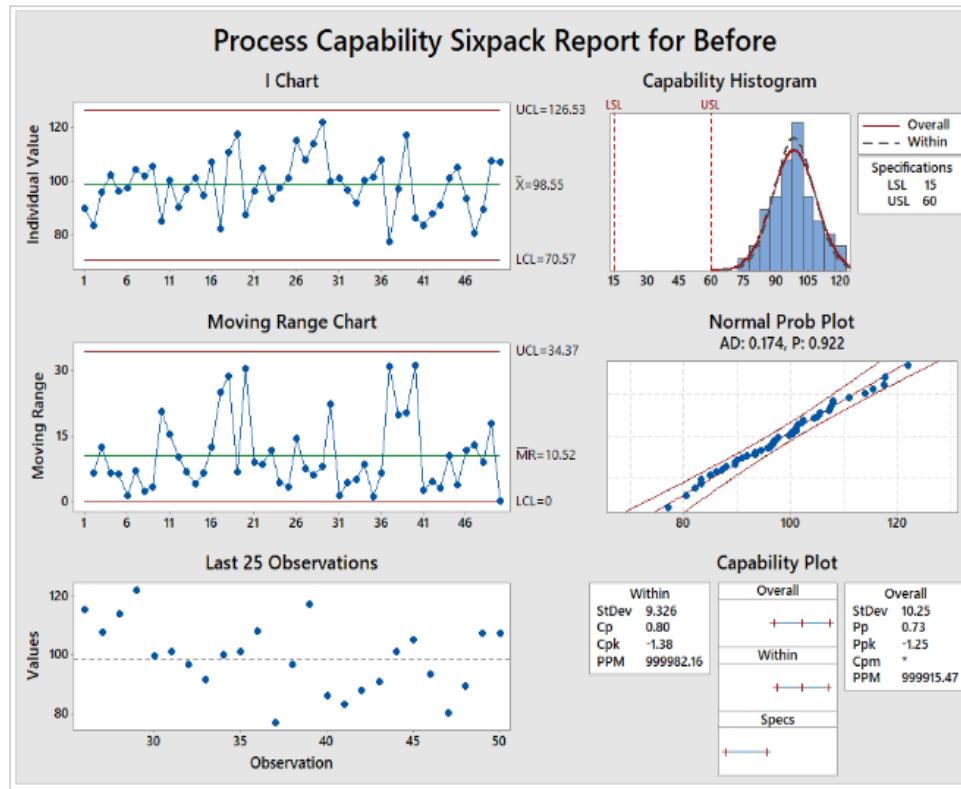 Process Capability Sixpack Report for Before
I Chart
Individual Value
120
100
80
UCL=126.53
X̄=98.55
LCL=70.57
1 6 11 16 21 26 31 36 41 46
Capability Histogram
LSL USL
15 30 45 60 75 90 105 120
Overall
Within
Specifications
LSL 15
USL 60
Moving Range Chart
Moving Range
30
15
0
UCL=34.37
M̅R̅=10.52
LCL=0
1 6 11 16 21 26 31 36 41 46
Normal Prob Plot
AD: 0.174, P: 0.922
80 100 120
Last 25 Observations
Values
120
100
80
30 35 40 45 50
Observation
Capability Plot
Within
StDev 9.326
Cp 0.80
Cpk -1.38
PPM 999982.16
Overall
Within
Specs
Overall
StDev 10.25
Pp 0.73
Ppk -1.25
Cpm *
PPM 999915.47